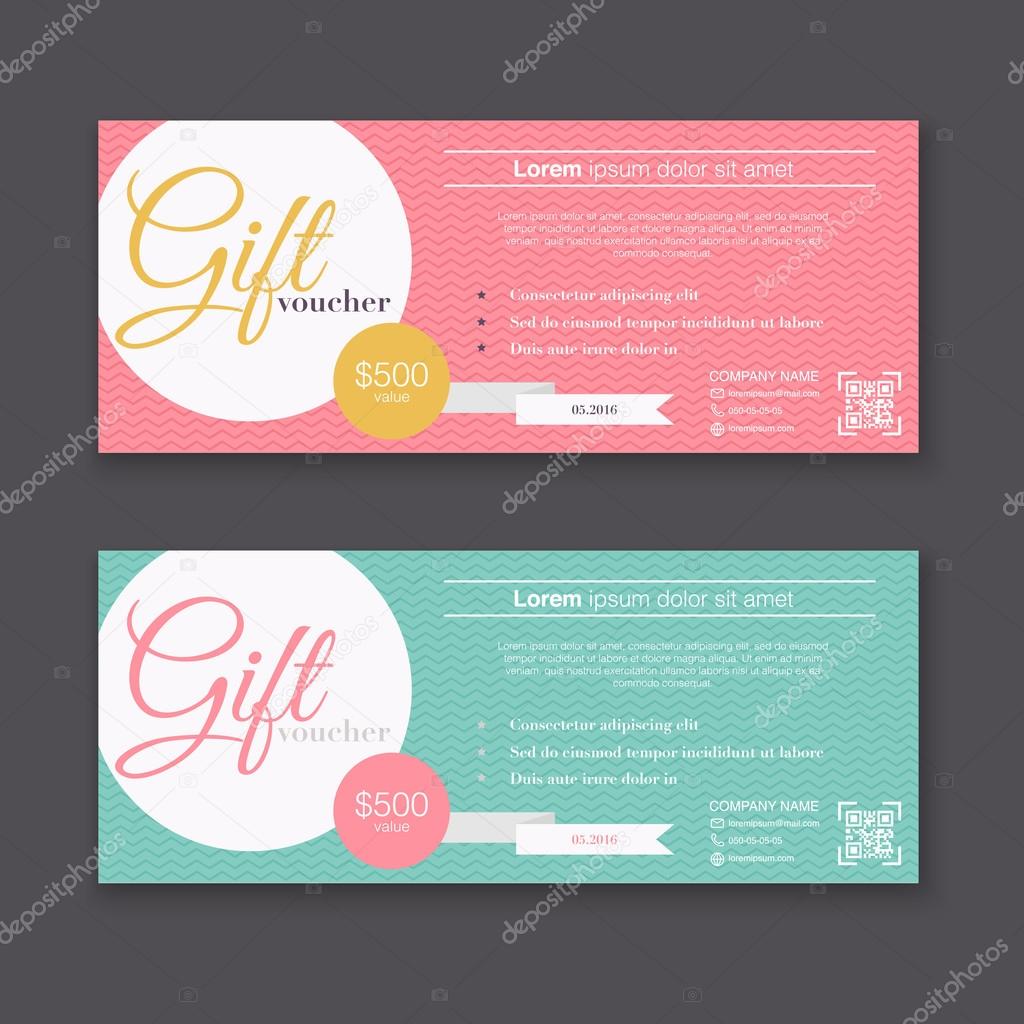 Gift
voucher
$500
value
05.2016
Lorem ipsum dolor sit amet
Lorem ipsum dolor sit amet, consectetur adipiscing elit, sed do eiusmod
tempor incididunt ut labore et dolore magna aliqua. Ut enim ad minim
veniam, quis nostrud exercitation ullamco laboris nisi ut aliquip ex ea
commodo consequat.
Consectetur adipiscing elit
Sed do eiusmod tempor incididunt ut labore
Duis aute irure dolor in
COMPANY NAME
loremipsum@mail.com
050-05-05-05
loremipsum.com
Gift
voucher
$500
value
05.2016
Lorem ipsum dolor sit amet
Lorem ipsum dolor sit amet, consectetur adipiscing elit, sed do eiusmod
tempor incididunt ut labore et dolore magna aliqua. Ut enim ad minim
veniam, quis nostrud exercitation ullamco laboris nisi ut aliquip ex ea
commodo consequat.
Consectetur adipiscing elit
Sed do eiusmod tempor incididunt ut labore
Duis aute irure dolor in
COMPANY NAME
loremipsum@mail.com
050-05-05-05
loremipsum.com
depositphotos
depositphotos
depositphotos
depositphotos
depositphotos
depositphotos
depositphotos
depositphotos